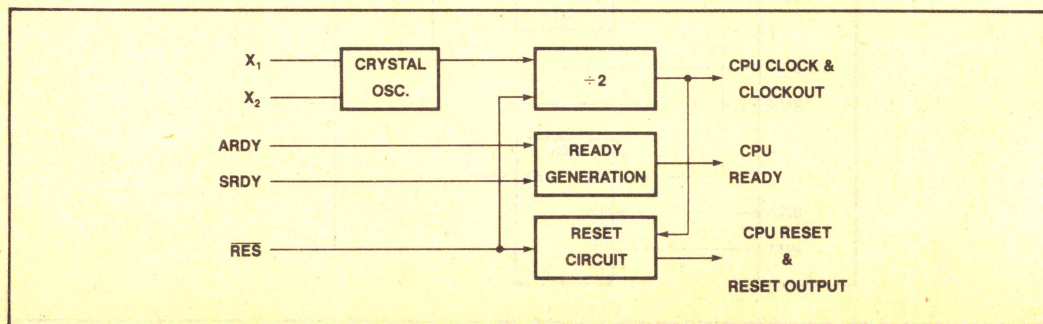 X₁
X₂
CRYSTAL
OSC.
÷2
CPU CLOCK &
CLOCKOUT
ARDY
SRDY
READY
GENERATION
CPU
READY
R̅E̅S̅
RESET
CIRCUIT
CPU RESET
&
RESET OUTPUT